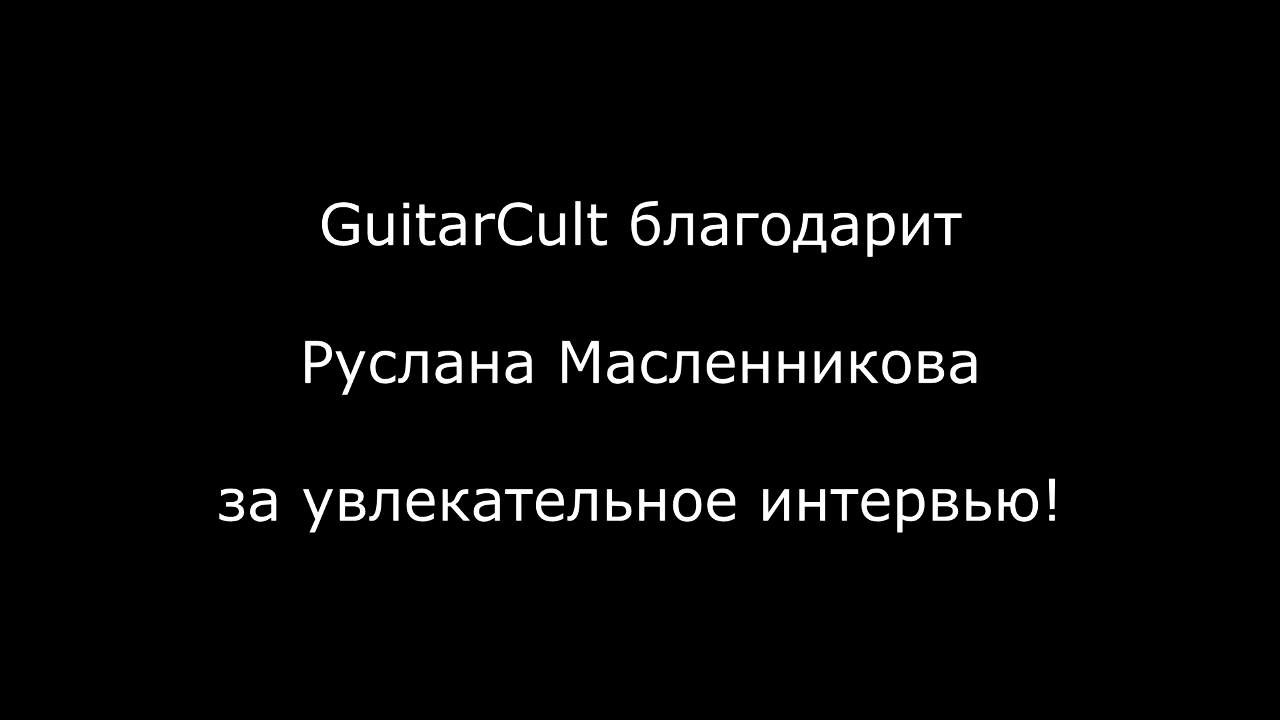 GuitarCult благодарит
Руслана Масленникова
за увлекательное интервью!